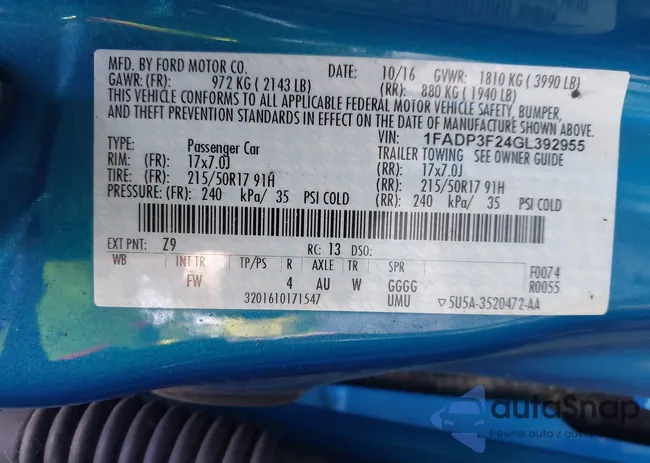 MFD. BY FORD MOTOR CO. DATE: 10/16 GVWR: 1810 KG ( 3990 LB)
GAWR: (FR): 972 KG ( 2143 LB) (RR): 880 KG ( 1940 LB)
THIS VEHICLE CONFORMS TO ALL APPLICABLE FEDERAL MOTOR VEHICLE SAFETY, BUMPER,
AND THEFT PREVENTION STANDARDS IN EFFECT ON THE DATE OF MANUFACTURE SHOWN ABOVE.
VIN: 1FADP3F24GL392955
TYPE: Passenger Car TRAILER TOWING SEE OWNER GUIDE
RIM: (FR): 17x7.0J (RR): 17x7.0J
TIRE: (FR): 215/50R17 91H (RR): 215/50R17 91H
PRESSURE: (FR): 240 kPa/ 35 PSI COLD (RR): 240 kPa/ 35 PSI COLD
EXT PNT: Z9 RC: 13 DSO:
WB INT TR TP/PS R AXLE TR SPR F0074
FW 4 AU W GGGG R0055
3201610171547 UMU ▽5U5A-3520472-AA
autoSnap
Pewne auta z aukcji